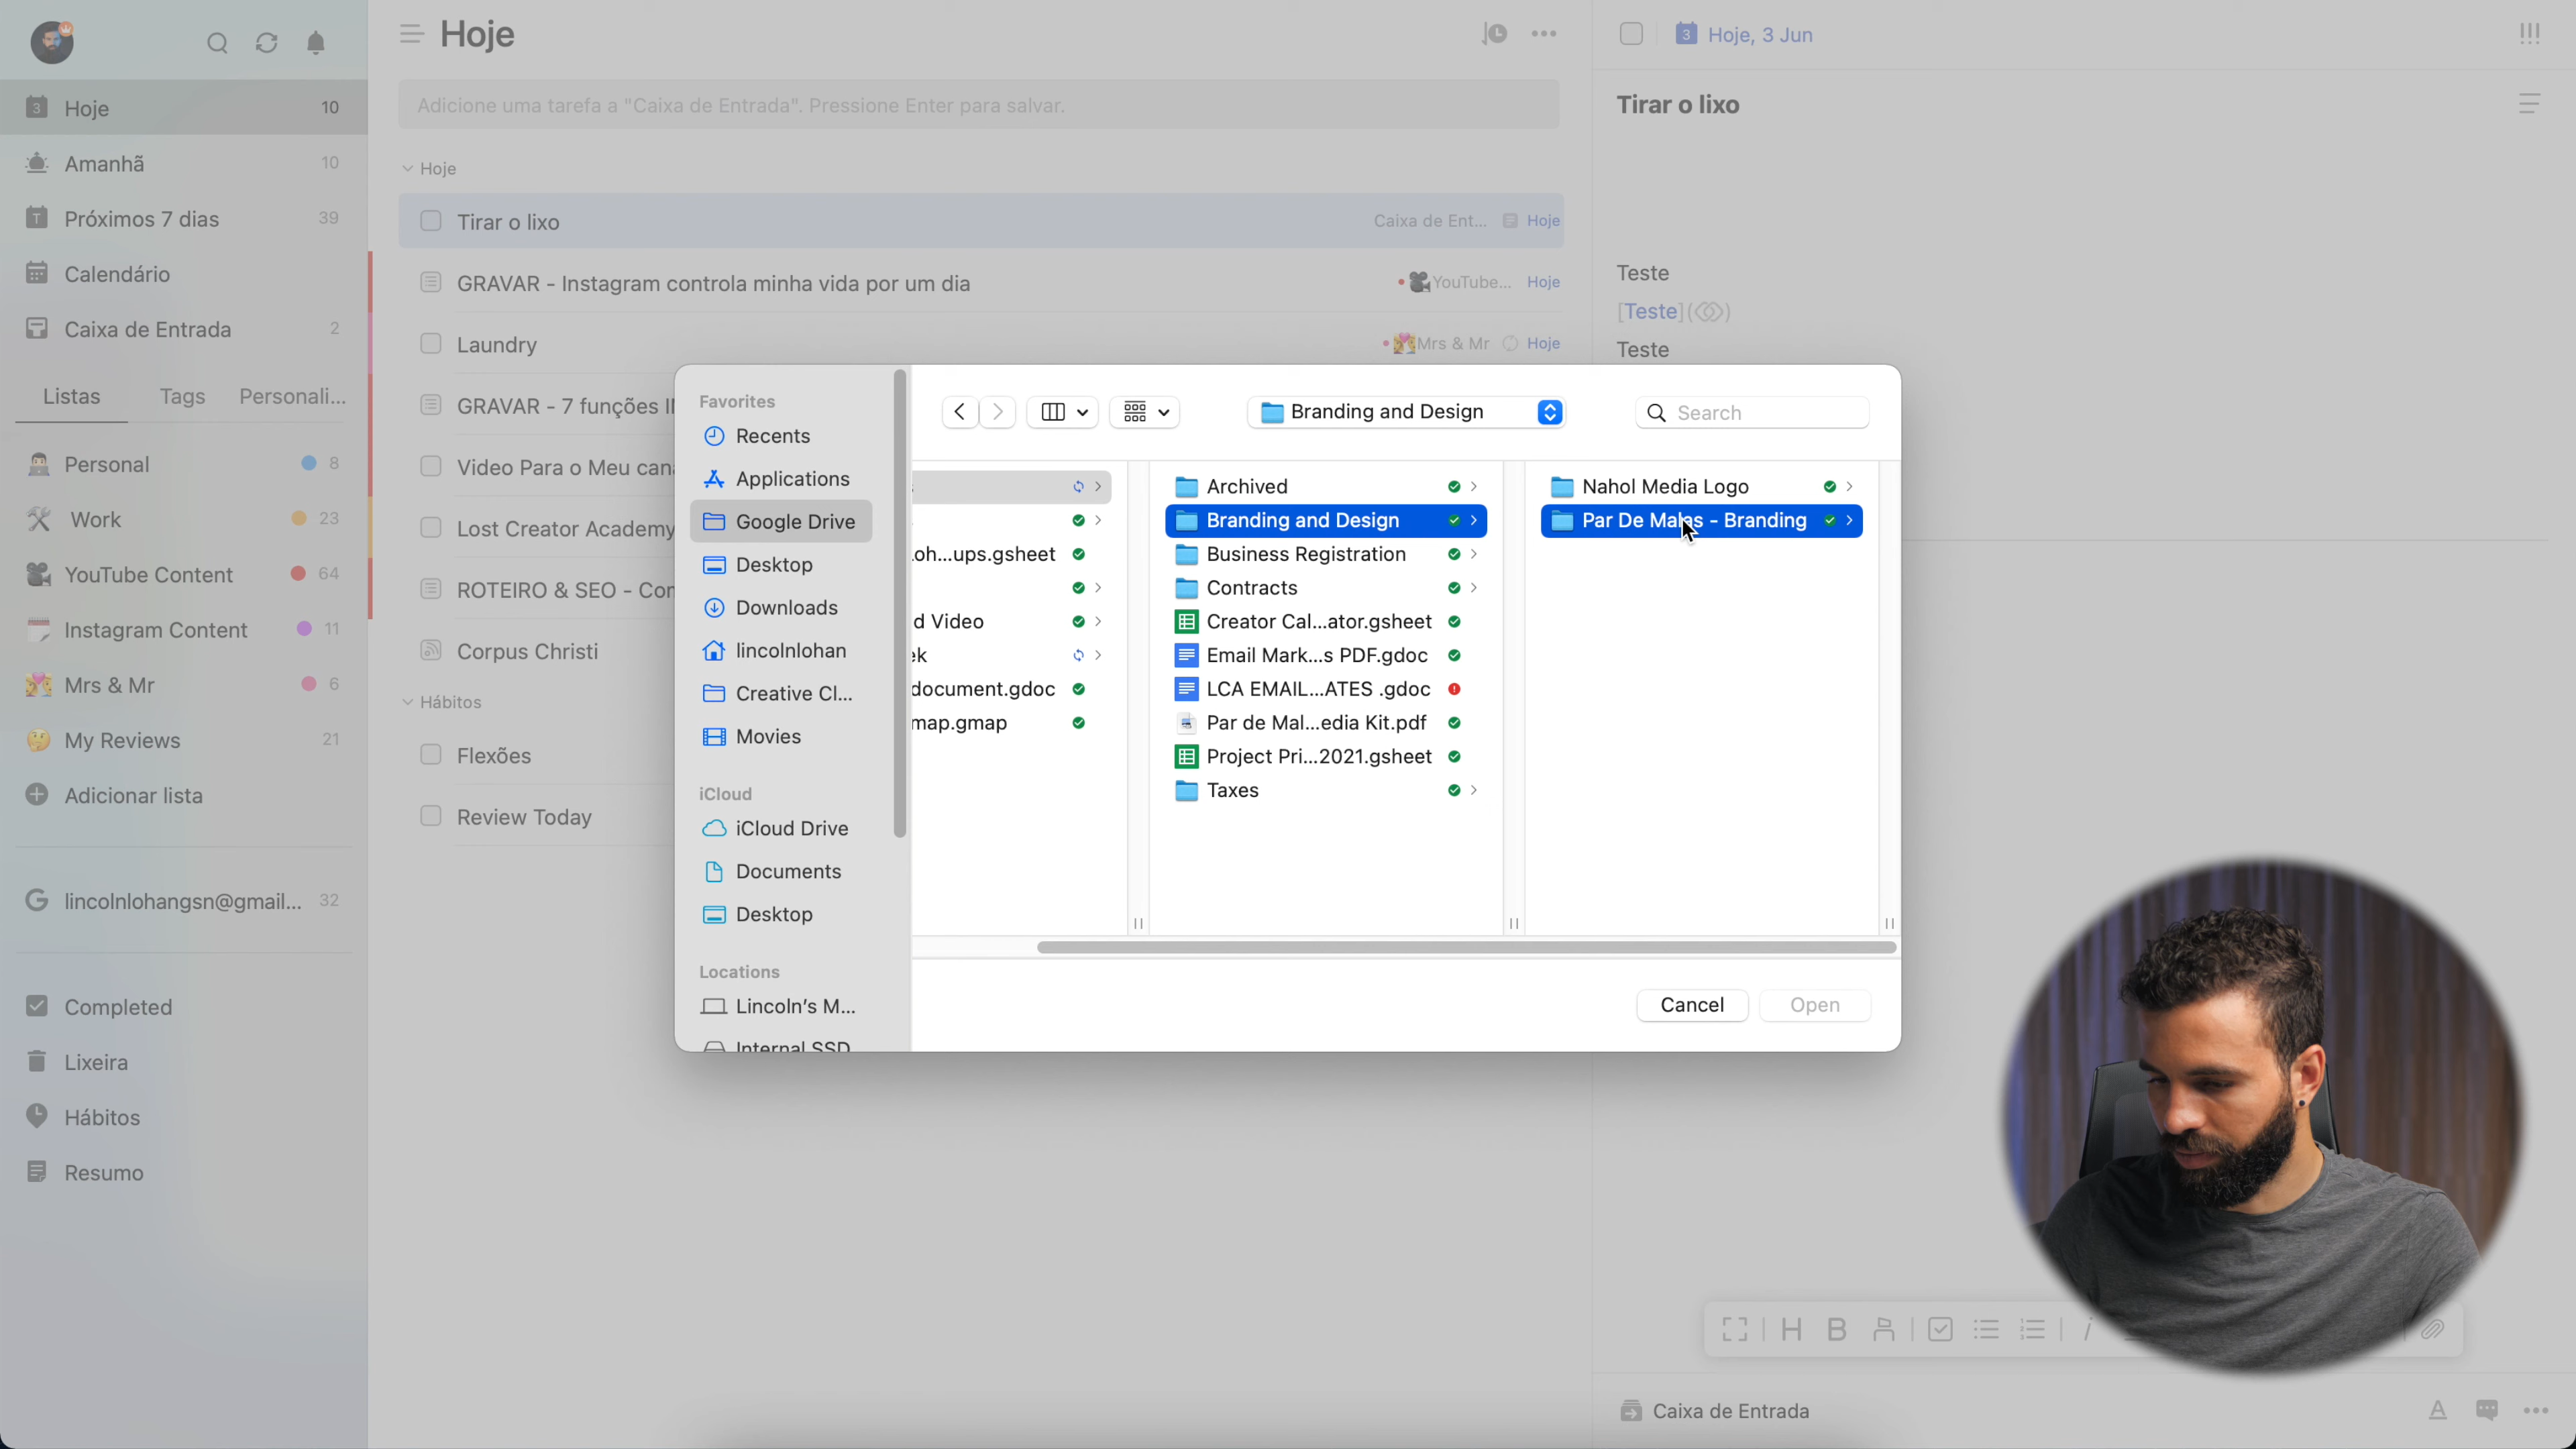 Hoje 10
Amanhã 10
Próximos 7 dias 39
Calendário
Caixa de Entrada 2
Listas Tags Personali...
Personal 8
Work 23
YouTube Content 64
Instagram Content 11
Mrs & Mr 6
My Reviews 21
Adicionar lista
lincolnlohangsn@gmail... 32
Completed
Lixeira
Hábitos
Resumo
Hoje
Adicione uma tarefa a "Caixa de Entrada". Pressione Enter para salvar.
Hoje
Tirar o lixo Caixa de Ent... Hoje
GRAVAR - Instagram controla minha vida por um dia YouTube... Hoje
Laundry Mrs & Mr Hoje
GRAVAR - 7 funções
Video Para o Meu
Lost Creator Academy
ROTEIRO & SEO -
Corpus Christi
Hábitos
Flexões
Review Today
Favorites
Recents
Applications
Google Drive
Desktop
Downloads
lincolnlohan
Creative Cl...
Movies
iCloud
iCloud Drive
Documents
Desktop
Locations
Lincoln's M...
Internal SSD
Branding and Design
Search
oh...ups.gsheet
d Video
ek
document.gdoc
map.gmap
Archived
Branding and Design
Business Registration
Contracts
Creator Cal...ator.gsheet
Email Mark...s PDF.gdoc
LCA EMAIL...ATES .gdoc
Par de Mal...edia Kit.pdf
Project Pri...2021.gsheet
Taxes
Nahol Media Logo
Par De Malas - Branding
Cancel Open
3 Hoje, 3 Jun
Tirar o lixo
Teste
[Teste]
Teste
H B i
Caixa de Entrada
A